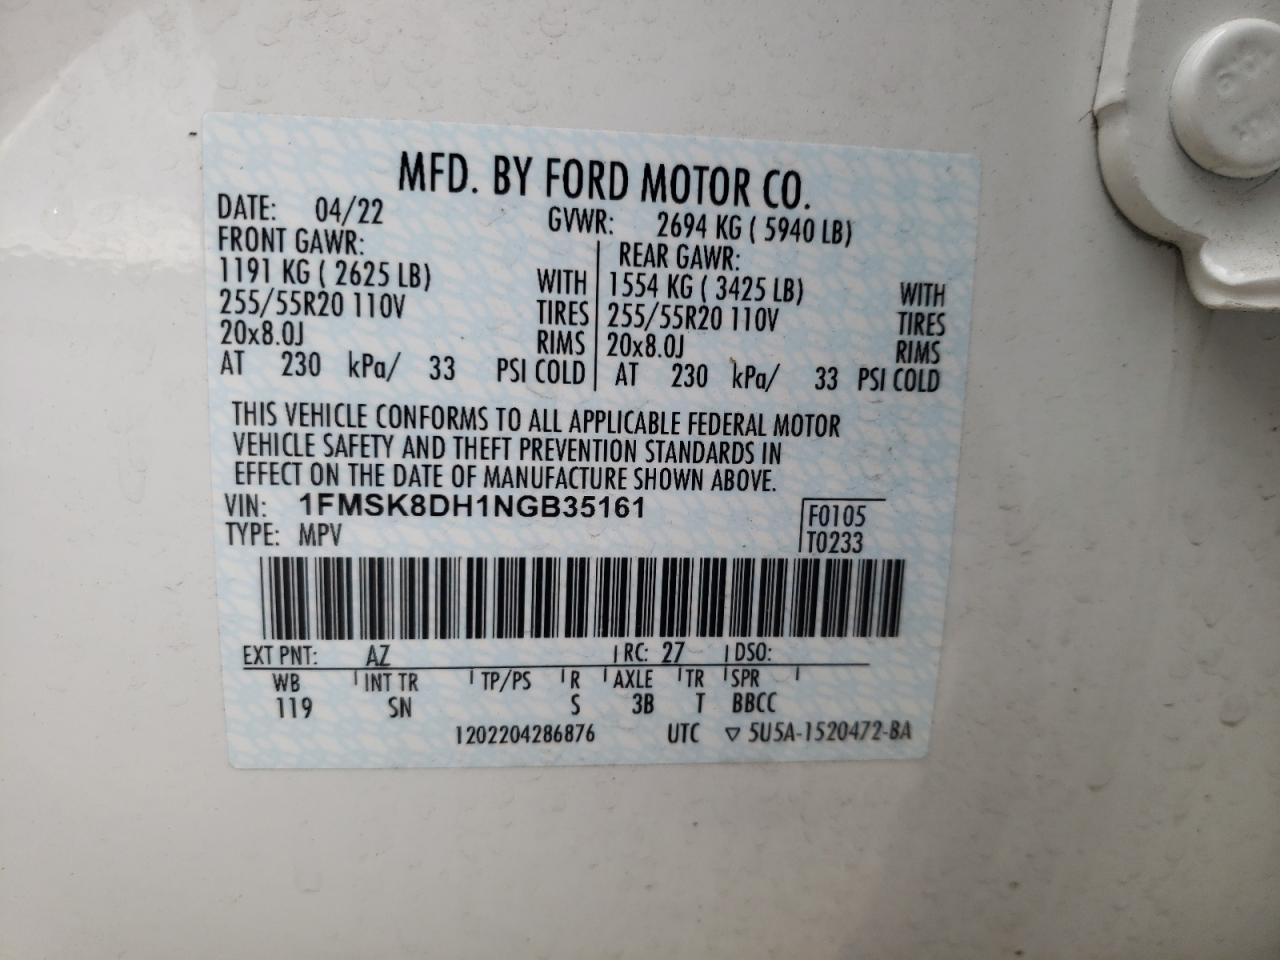 MFD. BY FORD MOTOR CO.
DATE: 04/22 GVWR: 2694 KG ( 5940 LB)
FRONT GAWR: REAR GAWR:
1191 KG ( 2625 LB) WITH 1554 KG ( 3425 LB) WITH
255/55R20 110V TIRES 255/55R20 110V TIRES
20x8.0J RIMS 20x8.0J RIMS
AT 230 kPa/ 33 PSI COLD AT 230 kPa/ 33 PSI COLD
THIS VEHICLE CONFORMS TO ALL APPLICABLE FEDERAL MOTOR
VEHICLE SAFETY AND THEFT PREVENTION STANDARDS IN
EFFECT ON THE DATE OF MANUFACTURE SHOWN ABOVE.
VIN: 1FMSK8DH1NGB35161 F0105
TYPE: MPV T0233
EXT PNT: AZ RC: 27 DSO:
WB INT TR TP/PS R AXLE TR SPR
119 SN S 3B T BBCC
1202204286876 UTC ▽ 5U5A-1520472-BA